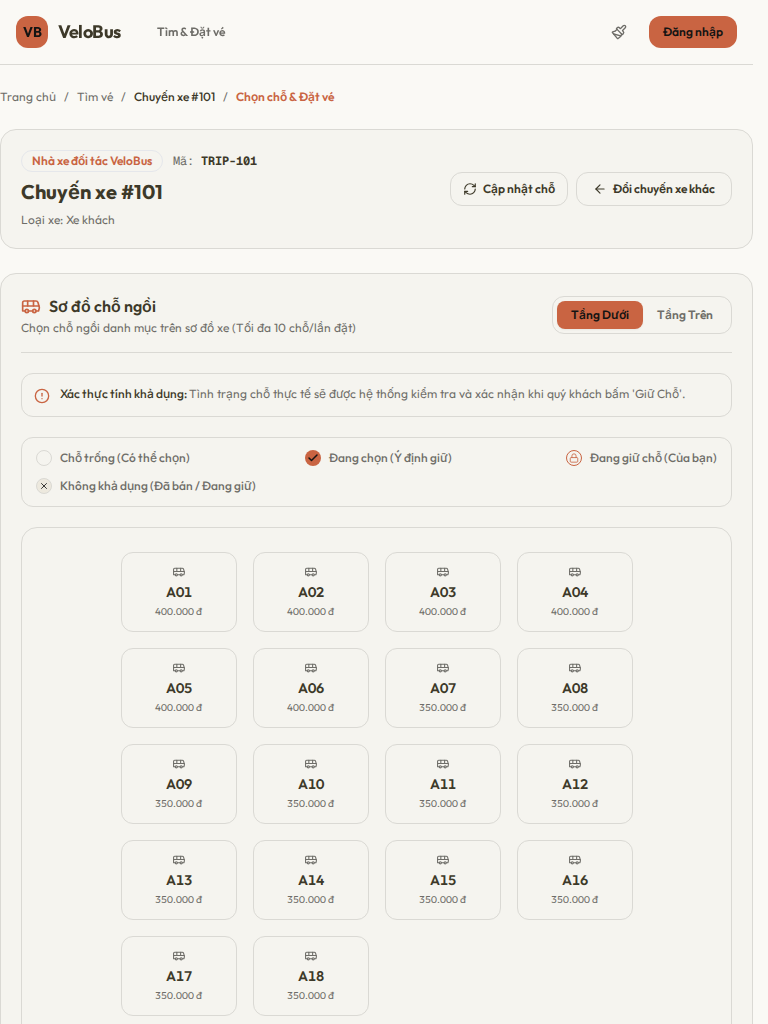 VB VeloBus Tìm & Đặt vé Đăng nhập
Trang chủ / Tìm vé / Chuyến xe #101 / Chọn chỗ & Đặt vé
Nhà xe đối tác VeloBus Mã: TRIP-101
Chuyến xe #101
Cập nhật chỗ Đổi chuyến xe khác
Loại xe: Xe khách
Sơ đồ chỗ ngồi
Chọn chỗ ngồi danh mục trên sơ đồ xe (Tối đa 10 chỗ/lần đặt)
Tầng Dưới Tầng Trên
Xác thực tính khả dụng: Tình trạng chỗ thực tế sẽ được hệ thống kiểm tra và xác nhận khi quý khách bấm 'Giữ Chỗ'.
Chỗ trống (Có thể chọn) Đang chọn (Ý định giữ) Đang giữ chỗ (Của bạn)
Không khả dụng (Đã bán / Đang giữ)
A01 A02 A03 A04
400.000 đ 400.000 đ 400.000 đ 400.000 đ
A05 A06 A07 A08
400.000 đ 400.000 đ 350.000 đ 350.000 đ
A09 A10 A11 A12
350.000 đ 350.000 đ 350.000 đ 350.000 đ
A13 A14 A15 A16
350.000 đ 350.000 đ 350.000 đ 350.000 đ
A17 A18
350.000 đ 350.000 đ